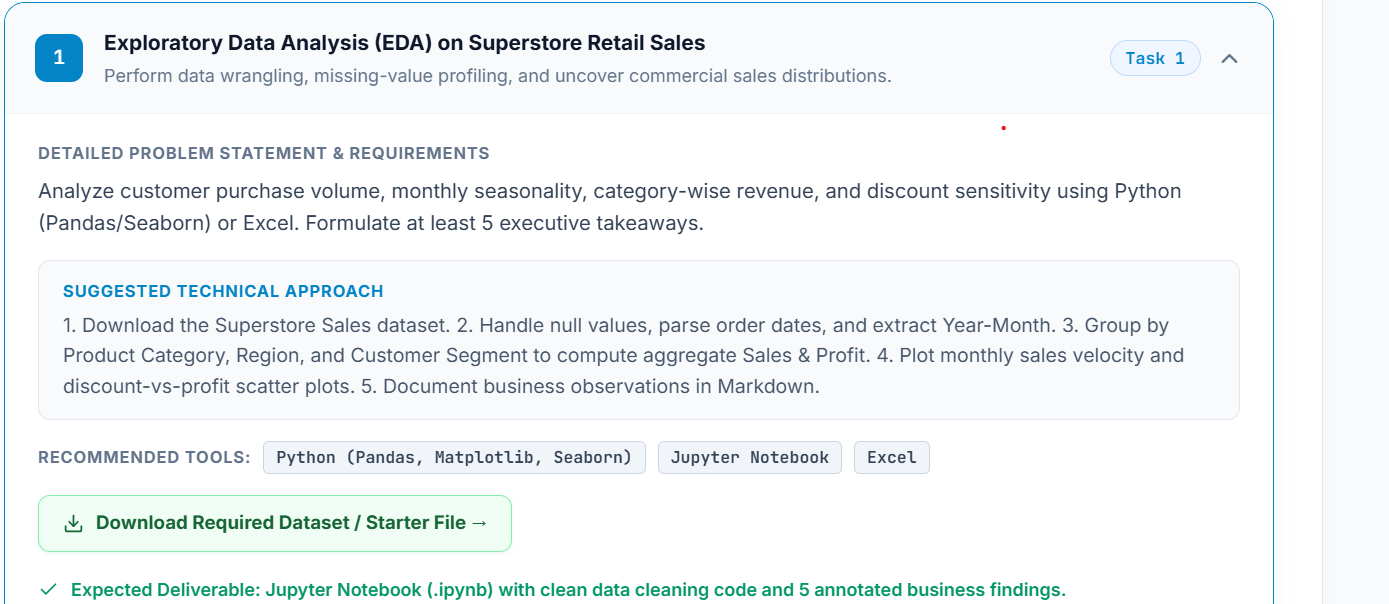 1
Exploratory Data Analysis (EDA) on Superstore Retail Sales
Perform data wrangling, missing-value profiling, and uncover commercial sales distributions.
Task 1
DETAILED PROBLEM STATEMENT & REQUIREMENTS
Analyze customer purchase volume, monthly seasonality, category-wise revenue, and discount sensitivity using Python
(Pandas/Seaborn) or Excel. Formulate at least 5 executive takeaways.
SUGGESTED TECHNICAL APPROACH
1. Download the Superstore Sales dataset. 2. Handle null values, parse order dates, and extract Year-Month. 3. Group by
Product Category, Region, and Customer Segment to compute aggregate Sales & Profit. 4. Plot monthly sales velocity and
discount-vs-profit scatter plots. 5. Document business observations in Markdown.
RECOMMENDED TOOLS: Python (Pandas, Matplotlib, Seaborn) Jupyter Notebook Excel
Download Required Dataset / Starter File →
Expected Deliverable: Jupyter Notebook (.ipynb) with clean data cleaning code and 5 annotated business findings.